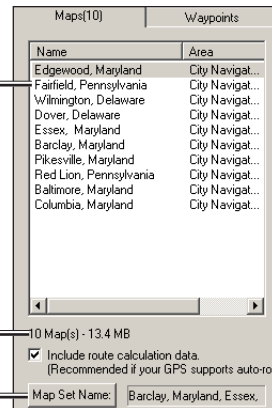 Maps(10) Waypoints
Name Area
Edgewood, Maryland City Navigat...
Fairfield, Pennsylvania City Navigat...
Wilmington, Delaware City Navigat...
Dover, Delaware City Navigat...
Essex, Maryland City Navigat...
Barclay, Maryland City Navigat...
Pikesville, Maryland City Navigat...
Red Lion, Pennsylvania City Navigat...
Baltimore, Maryland City Navigat...
Columbia, Maryland City Navigat...
10 Map(s) - 13.4 MB
Include route calculation data.
(Recommended if your GPS supports auto-ro
Map Set Name: Barclay, Maryland, Essex,